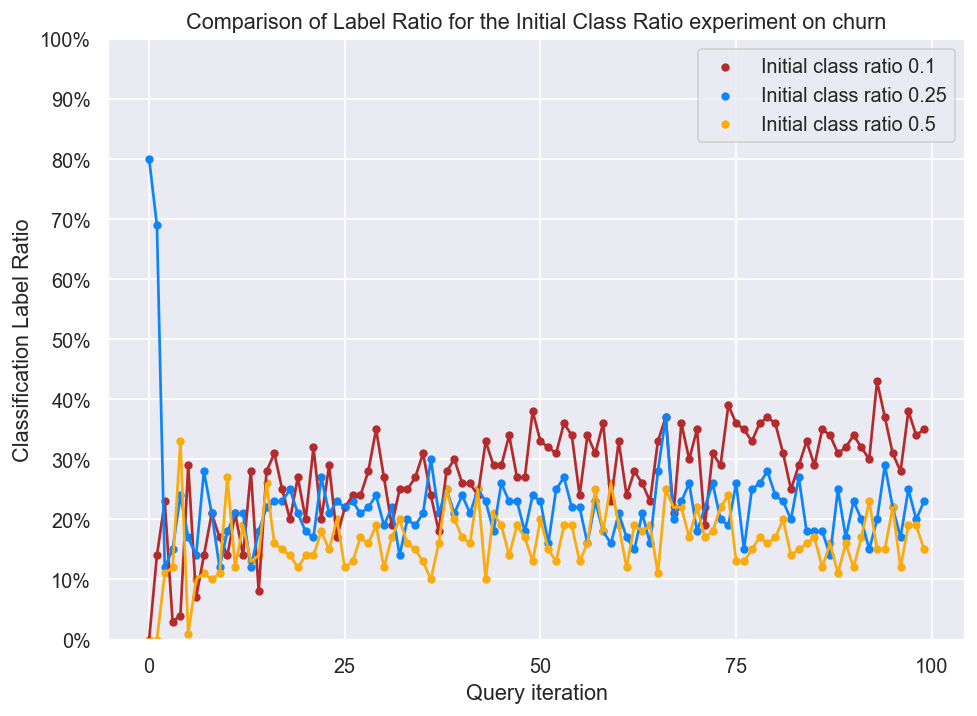 Comparison of Label Ratio for the Initial Class Ratio experiment on churn
100%
90%
80%
70%
60%
50%
40%
30%
20%
10%
0%
Classification Label Ratio
Initial class ratio 0.1
Initial class ratio 0.25
Initial class ratio 0.5
0
25
50
75
100
Query iteration